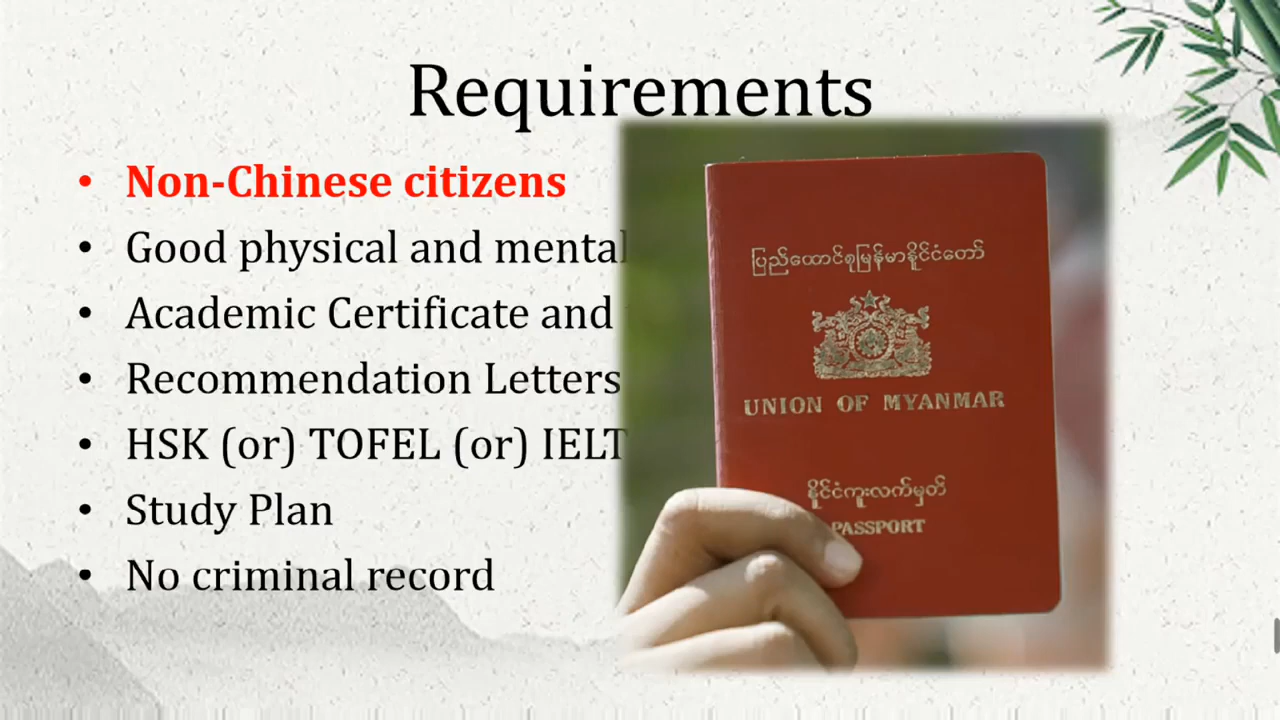 Requirements
• Non-Chinese citizens
• Good physical and mental
• Academic Certificate and
• Recommendation Letters
• HSK (or) TOFEL (or) IELT
• Study Plan
• No criminal record
ပြည်ထောင်စုမြန်မာနိုင်ငံတော်
UNION OF MYANMAR
နိုင်ငံကူးလက်မှတ်
PASSPORT